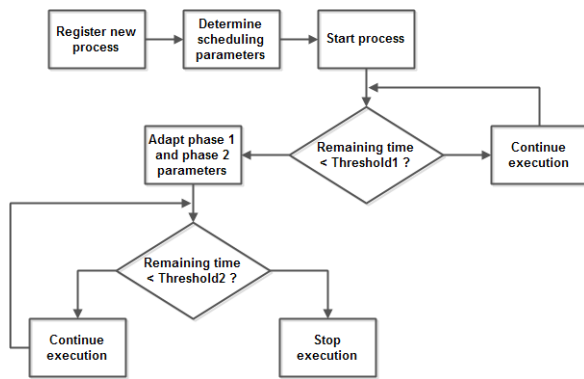 Register new
process
Determine
scheduling
parameters
Start process
Remaining time
< Threshold1 ?
Continue
execution
Adapt phase 1
and phase 2
parameters
Remaining time
< Threshold2 ?
Continue
execution
Stop
execution